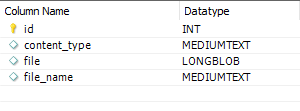 Column Name Datatype
id INT
content_type MEDIUMTEXT
file LONGBLOB
file_name MEDIUMTEXT